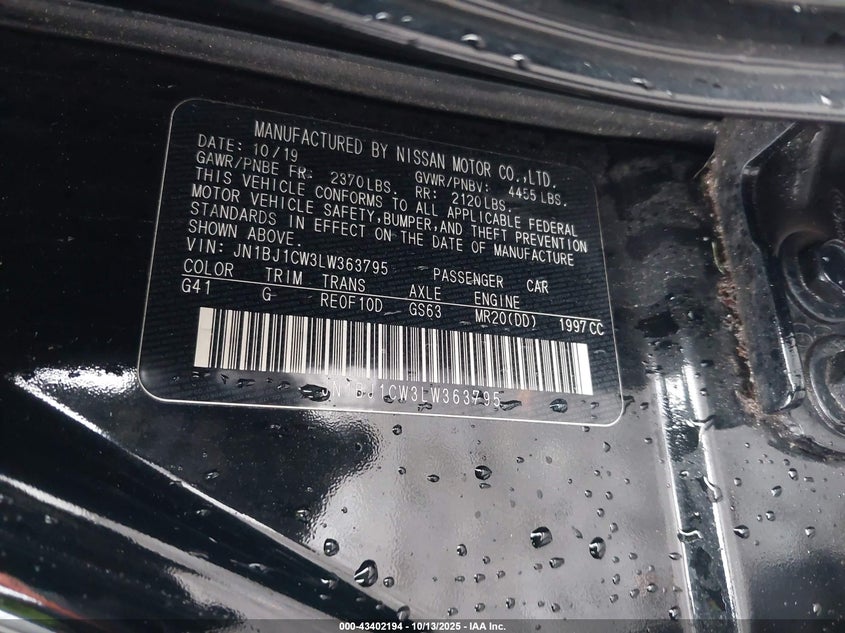 MANUFACTURED BY NISSAN MOTOR CO.,LTD.
DATE: 10/19 GVWR/PNBV: 4455 LBS.
GAWR/PNBE FR: 2370LBS. RR: 2120LBS.
THIS VEHICLE CONFORMS TO ALL APPLICABLE FEDERAL
MOTOR VEHICLE SAFETY,BUMPER,AND THEFT PREVENTION
STANDARDS IN EFFECT ON THE DATE OF MANUFACTURE
SHOWN ABOVE.
VIN: JN1BJ1CW3LW363795 PASSENGER CAR
COLOR TRIM TRANS AXLE ENGINE
G41 G RE0F10D GS63 MR20(DD) 1997CC
JN1BJ1CW3LW363795
000-43402194 - 10/13/2025 - IAA Inc.